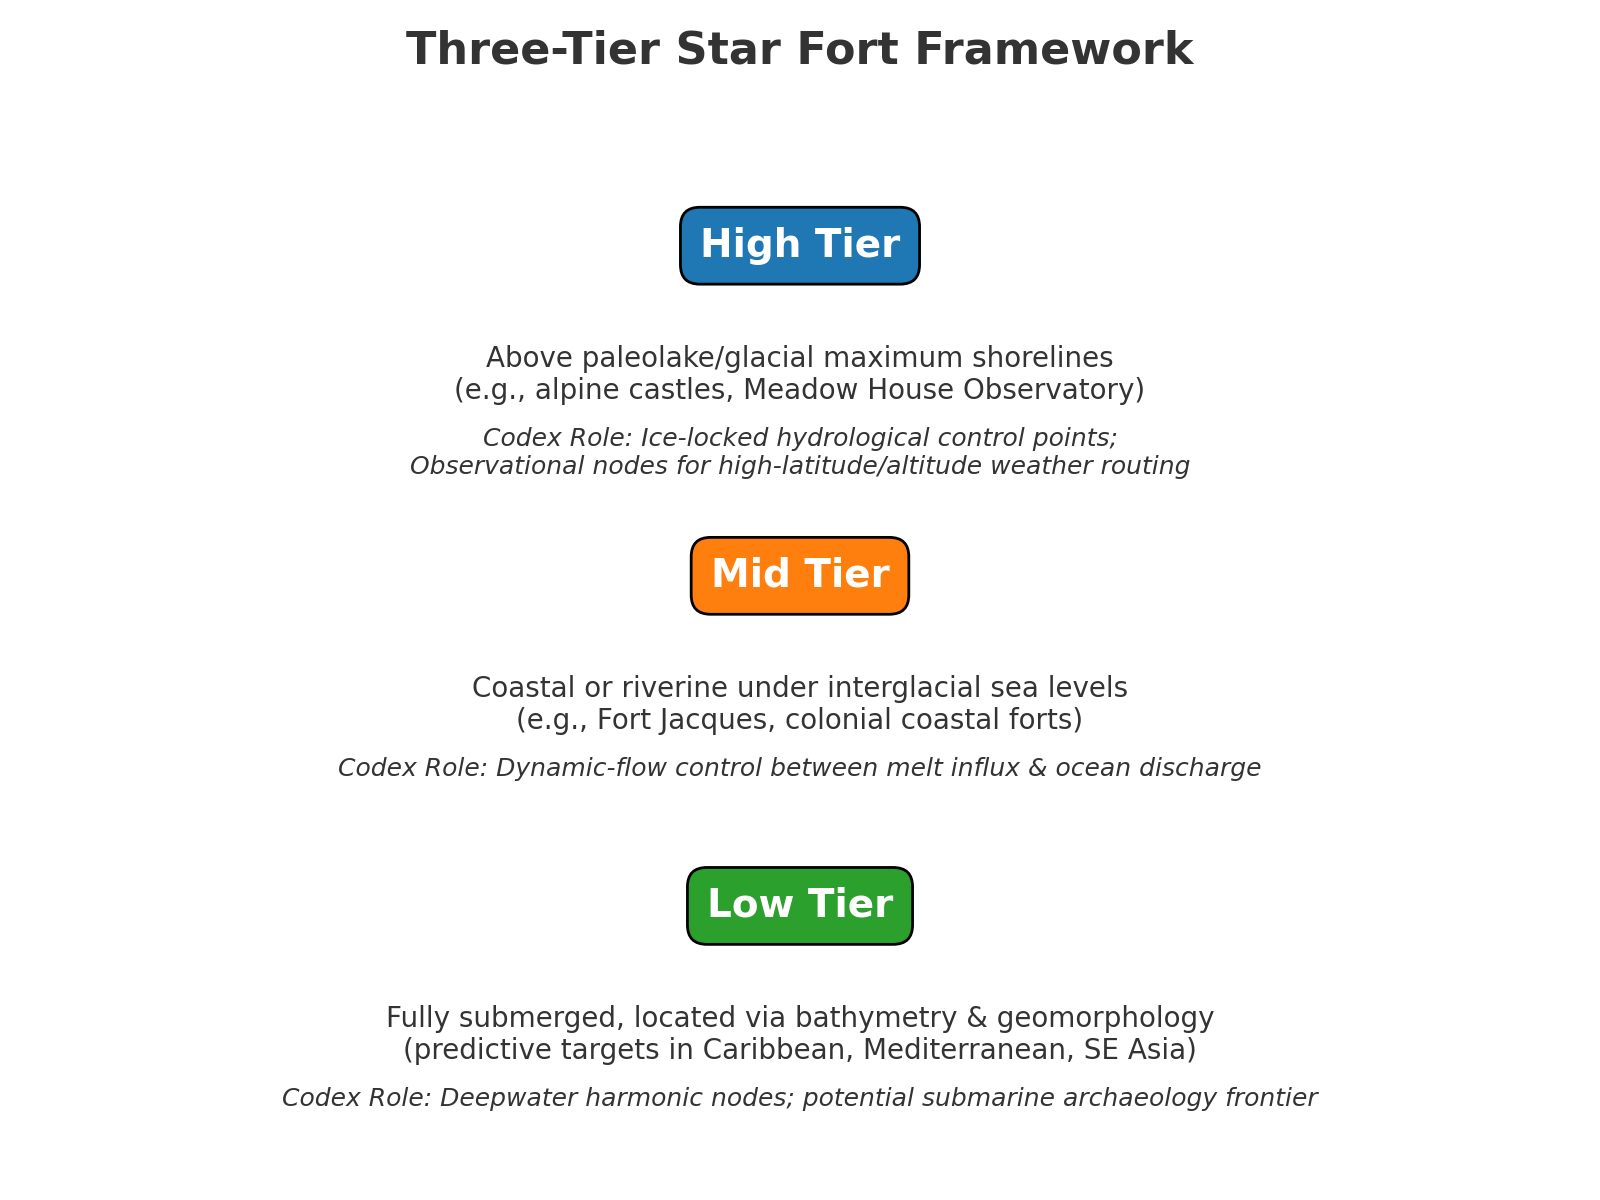 Three-Tier Star Fort Framework
High Tier
Above paleolake/glacial maximum shorelines
(e.g., alpine castles, Meadow House Observatory)
Codex Role: Ice-locked hydrological control points;
Observational nodes for high-latitude/altitude weather routing
Mid Tier
Coastal or riverine under interglacial sea levels
(e.g., Fort Jacques, colonial coastal forts)
Codex Role: Dynamic-flow control between melt influx & ocean discharge
Low Tier
Fully submerged, located via bathymetry & geomorphology
(predictive targets in Caribbean, Mediterranean, SE Asia)
Codex Role: Deepwater harmonic nodes; potential submarine archaeology frontier